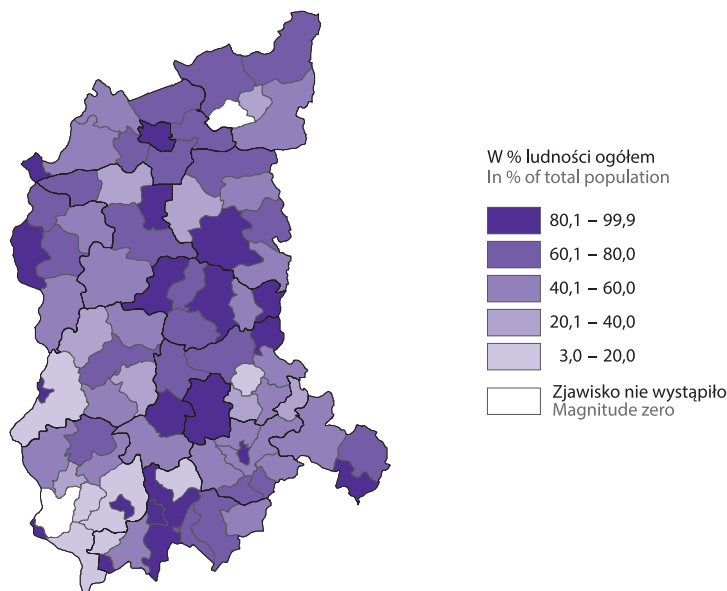 W % ludności ogółem
In % of total population
80,1 – 99,9
60,1 – 80,0
40,1 – 60,0
20,1 – 40,0
3,0 – 20,0
Zjawisko nie wystąpiło
Magnitude zero